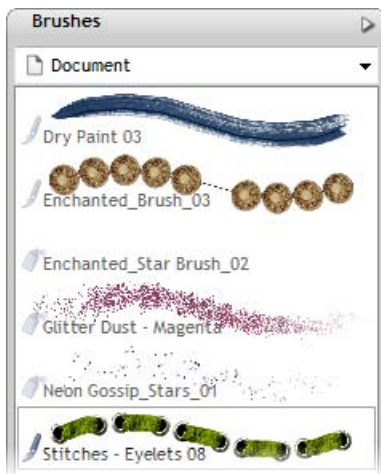 Brushes
Document
Dry Paint 03
Enchanted_Brush_03
Enchanted_Star Brush_02
Glitter Dust - Magenta
Neon Gossip_Stars_01
Stitches - Eyelets 08